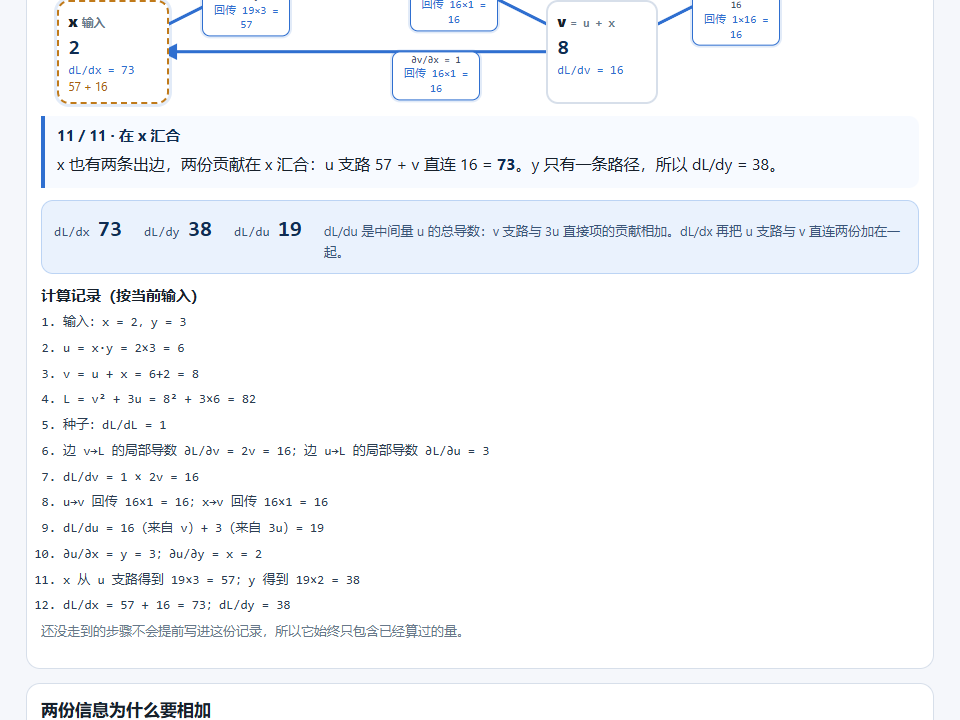 x 输入
2
dL/dx = 73
57 + 16
回传 19×3 =
57
回传 16×1 =
16
∂v/∂x = 1
回传 16×1 =
16
v = u + x
8
dL/dv = 16
16
回传 1×16 =
16
11 / 11 · 在 x 汇合
x 也有两条出边，两份贡献在 x 汇合：u 支路 57 + v 直连 16 = 73。y 只有一条路径，所以 dL/dy = 38。
dL/dx 73 dL/dy 38 dL/du 19 dL/du 是中间量 u 的总导数：v 支路与 3u 直接项的贡献相加。dL/dx 再把 u 支路与 v 直连两份加在一
起。
计算记录（按当前输入）
1. 输入：x = 2, y = 3
2. u = x·y = 2×3 = 6
3. v = u + x = 6+2 = 8
4. L = v² + 3u = 8² + 3×6 = 82
5. 种子：dL/dL = 1
6. 边 v→L 的局部导数 ∂L/∂v = 2v = 16；边 u→L 的局部导数 ∂L/∂u = 3
7. dL/dv = 1 × 2v = 16
8. u→v 回传 16×1 = 16；x→v 回传 16×1 = 16
9. dL/du = 16（来自 v）+ 3（来自 3u）= 19
10. ∂u/∂x = y = 3；∂u/∂y = x = 2
11. x 从 u 支路得到 19×3 = 57；y 得到 19×2 = 38
12. dL/dx = 57 + 16 = 73；dL/dy = 38
还没走到的步骤不会提前写进这份记录，所以它始终只包含已经算过的量。
两份信息为什么要相加